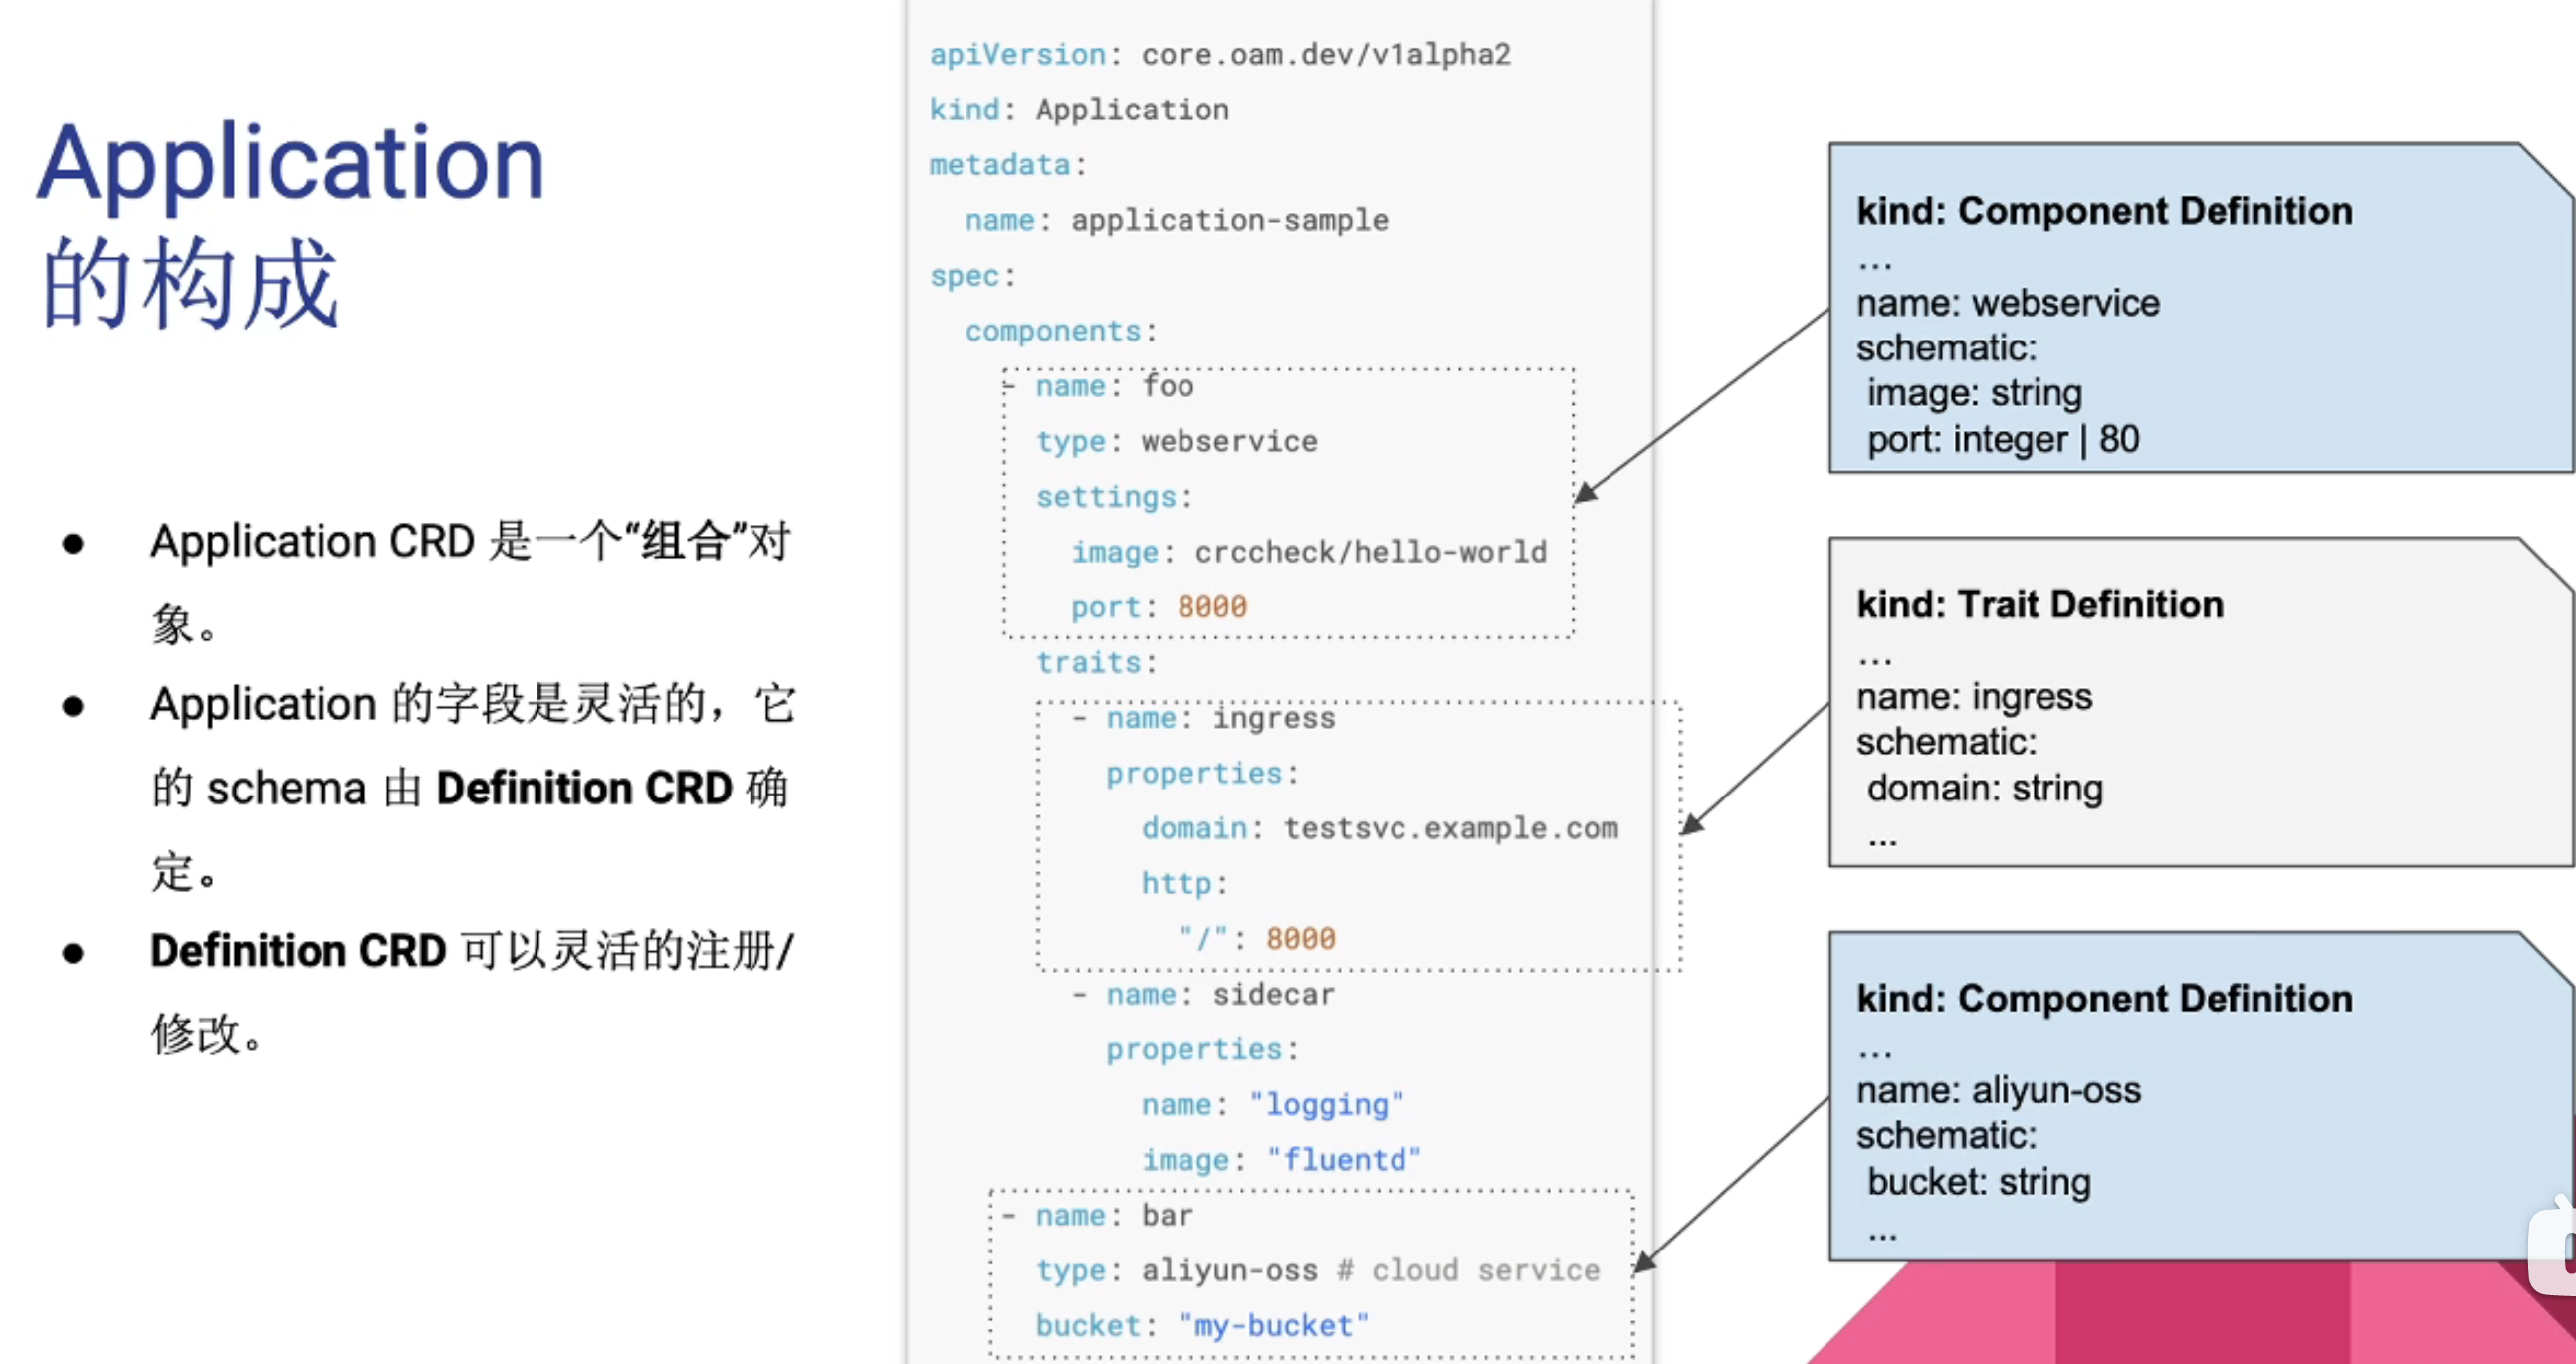 Application
的构成
● Application CRD 是一个“组合”对
象。
● Application 的字段是灵活的，它
的 schema 由 Definition CRD 确
定。
● Definition CRD 可以灵活的注册/
修改。
apiVersion: core.oam.dev/v1alpha2
kind: Application
metadata:
  name: application-sample
spec:
  components:
    - name: foo
      type: webservice
      settings:
        image: crccheck/hello-world
        port: 8000
      traits:
        - name: ingress
          properties:
            domain: testsvc.example.com
            http:
              "/": 8000
        - name: sidecar
          properties:
            name: "logging"
            image: "fluentd"
    - name: bar
      type: aliyun-oss # cloud service
      bucket: "my-bucket"
kind: Component Definition
...
name: webservice
schematic:
 image: string
 port: integer | 80
kind: Trait Definition
...
name: ingress
schematic:
 domain: string
 ...
kind: Component Definition
...
name: aliyun-oss
schematic:
 bucket: string
 ...